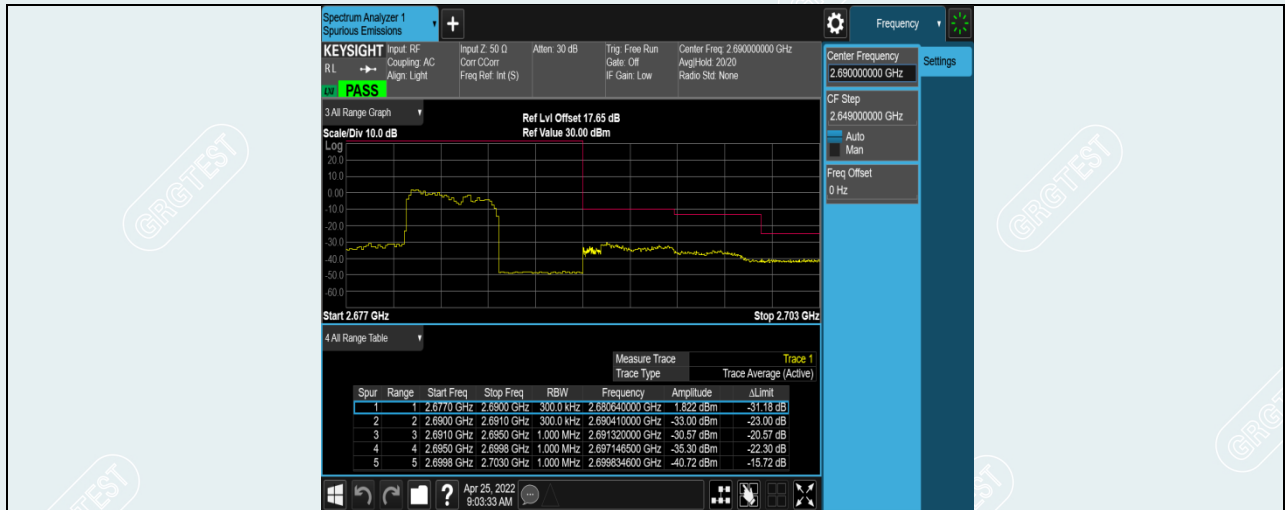 Spectrum Analyzer 1
Spurious Emissions
+
Frequency
KEYSIGHT
RL
PASS
Input: RF
Coupling: AC
Align: Light
Input Z: 50 Ω
Corr CCorr
Freq Ref: Int (S)
Atten: 30 dB
Trig: Free Run
Gate: Off
IF Gain: Low
Center Freq: 2.690000000 GHz
Avg|Hold: 20/20
Radio Std: None
Center Frequency
2.690000000 GHz
Settings
CF Step
2.649000000 GHz
Auto
Man
Freq Offset
0 Hz
3 All Range Graph
Ref Lvl Offset 17.65 dB
Scale/Div 10.0 dB
Ref Value 30.00 dBm
Log
20.0
10.0
0.00
-10.0
-20.0
-30.0
-40.0
-50.0
-60.0
Start 2.677 GHz
Stop 2.703 GHz
4 All Range Table
Measure Trace Trace 1
Trace Type Trace Average (Active)
Spur Range Start Freq Stop Freq RBW Frequency Amplitude ΔLimit
1 1 2.6770 GHz 2.6900 GHz 300.0 kHz 2.680640000 GHz 1.822 dBm -31.18 dB
2 2 2.6900 GHz 2.6910 GHz 300.0 kHz 2.690410000 GHz -33.00 dBm -23.00 dB
3 3 2.6910 GHz 2.6950 GHz 1.000 MHz 2.691320000 GHz -30.57 dBm -20.57 dB
4 4 2.6950 GHz 2.6998 GHz 1.000 MHz 2.697146500 GHz -35.30 dBm -22.30 dB
5 5 2.6998 GHz 2.7030 GHz 1.000 MHz 2.699834600 GHz -40.72 dBm -15.72 dB
?
Apr 25, 2022
9:03:33 AM
GRGTEST
GRGTEST
GRGTEST
GRGTEST